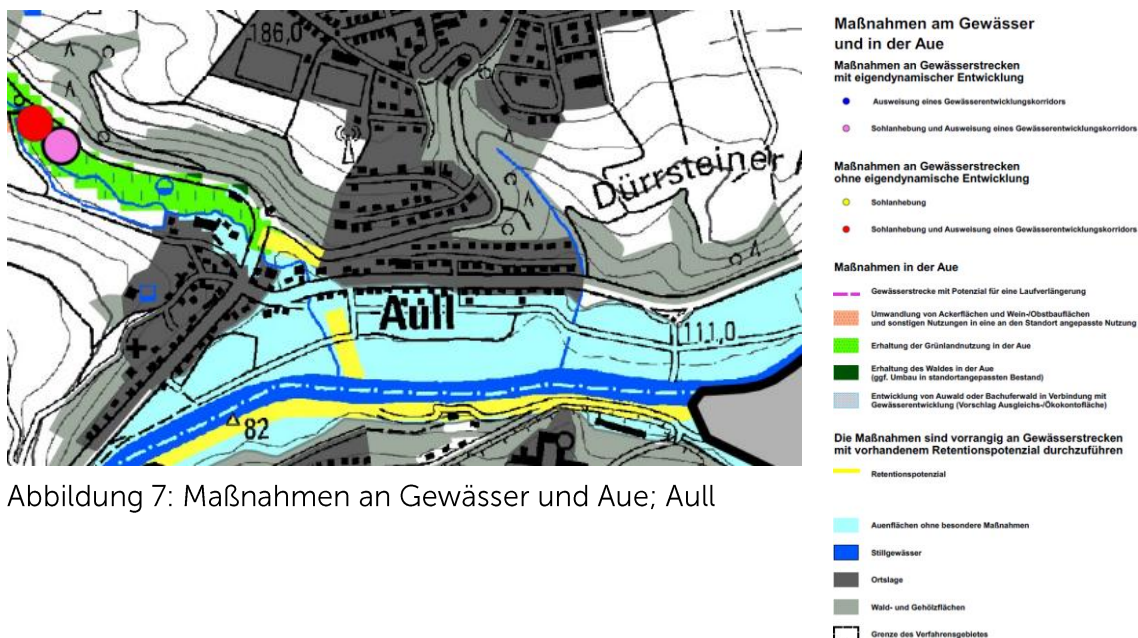 186,0
Dürrsteiner
Aull
111,0
82
Abbildung 7: Maßnahmen an Gewässer und Aue; Aull
Maßnahmen am Gewässer
und in der Aue
Maßnahmen an Gewässerstrecken
mit eigendynamischer Entwicklung
Ausweisung eines Gewässerentwicklungskorridors
Sohlanhebung und Ausweisung eines Gewässerentwicklungskorridors
Maßnahmen an Gewässerstrecken
ohne eigendynamische Entwicklung
Sohlanhebung
Sohlanhebung und Ausweisung eines Gewässerentwicklungskorridors
Maßnahmen in der Aue
Gewässerstrecke mit Potenzial für eine Laufverlängerung
Umwandlung von Ackerflächen und Wein-/Obstbauflächen
und sonstigen Nutzungen in eine an den Standort angepasste Nutzung
Erhaltung der Grünlandnutzung in der Aue
Erhaltung des Waldes in der Aue
(ggf. Umbau in standortangepassten Bestand)
Entwicklung von Auwald oder Bachuferwald in Verbindung mit
Gewässerentwicklung (Vorschlag Ausgleichs-/Ökokontofläche)
Die Maßnahmen sind vorrangig an Gewässerstrecken
mit vorhandenem Retentionspotenzial durchzuführen
Retentionspotenzial
Auenflächen ohne besondere Maßnahmen
Stillgewässer
Ortslage
Wald- und Gehölzflächen
Grenze des Verfahrensgebietes